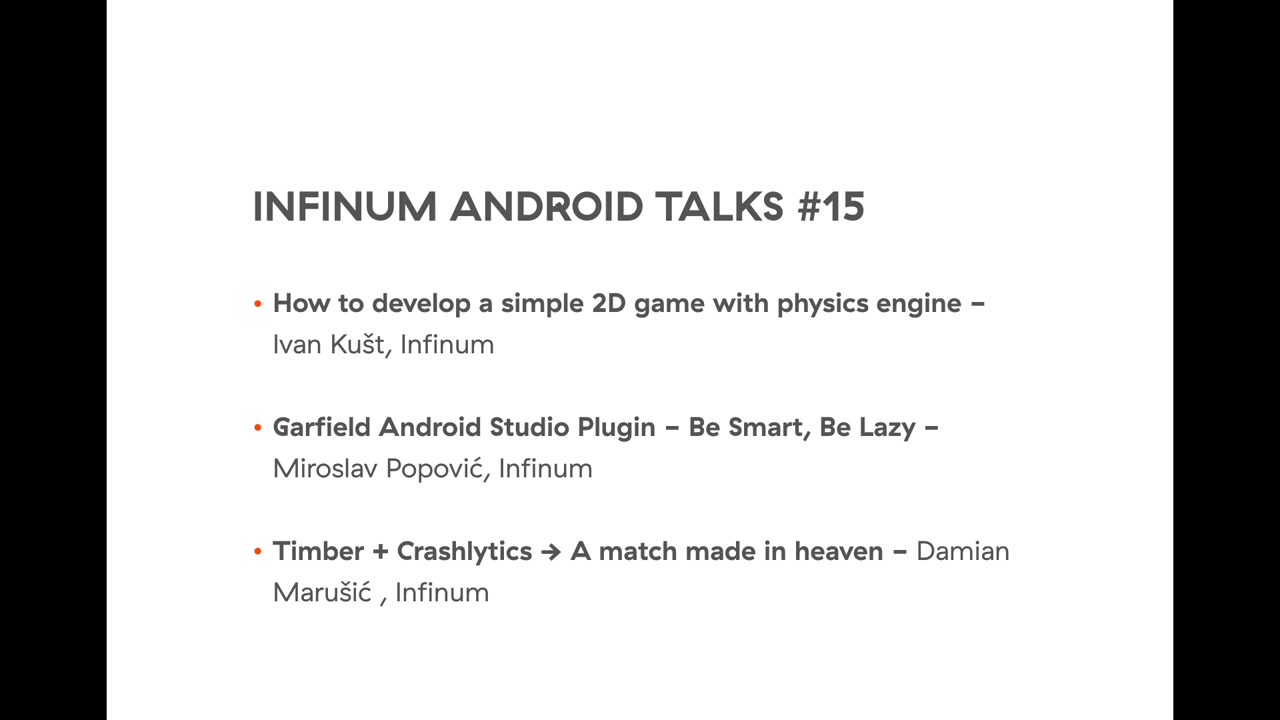 INFINUM ANDROID TALKS #15
• How to develop a simple 2D game with physics engine –
Ivan Kušt, Infinum
• Garfield Android Studio Plugin – Be Smart, Be Lazy –
Miroslav Popović, Infinum
• Timber + Crashlytics → A match made in heaven – Damian
Marušić , Infinum